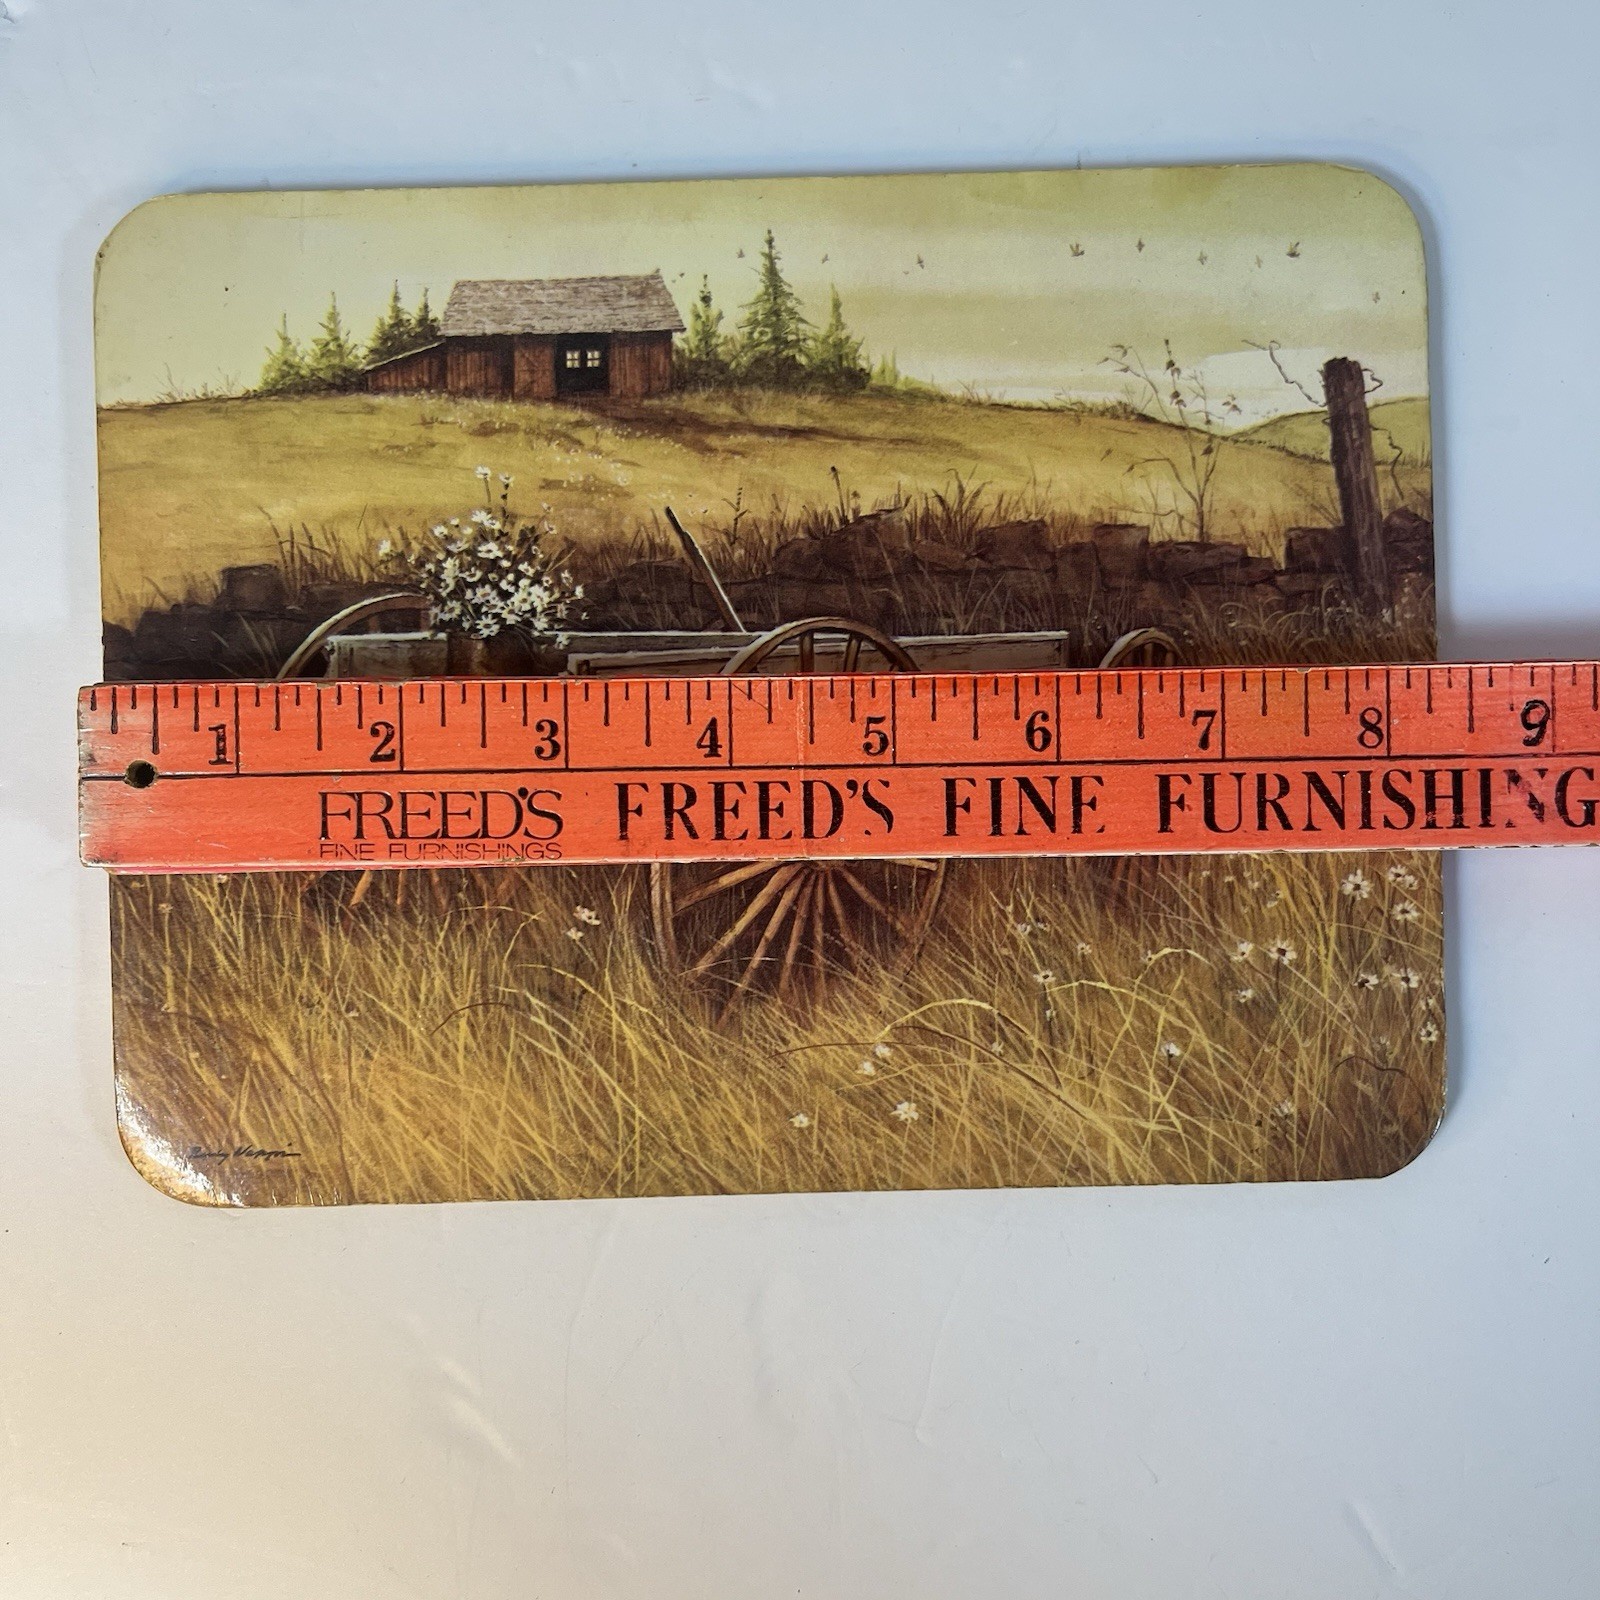 1 2 3 4 5 6 7 8 9
FREED'S FREED'S FINE FURNISHING
FINE FURNISHINGS